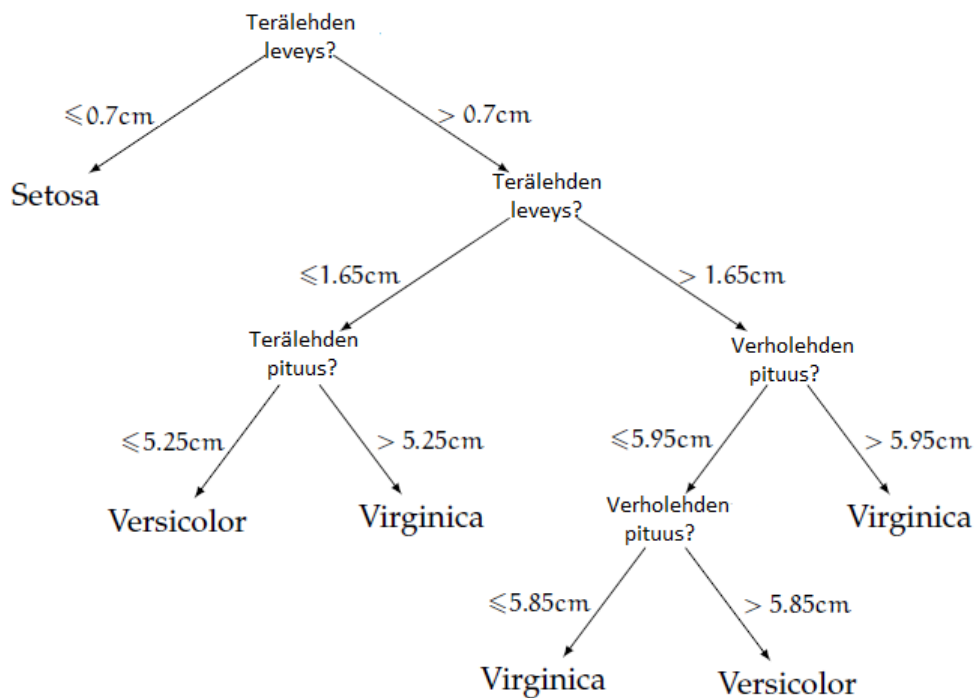 Terälehden
leveys?
⩽0.7cm
> 0.7cm
Setosa
Terälehden
leveys?
⩽1.65cm
> 1.65cm
Terälehden
pituus?
Verholehden
pituus?
⩽5.25cm
> 5.25cm
⩽5.95cm
> 5.95cm
Versicolor
Virginica
Verholehden
pituus?
Virginica
⩽5.85cm
> 5.85cm
Virginica
Versicolor